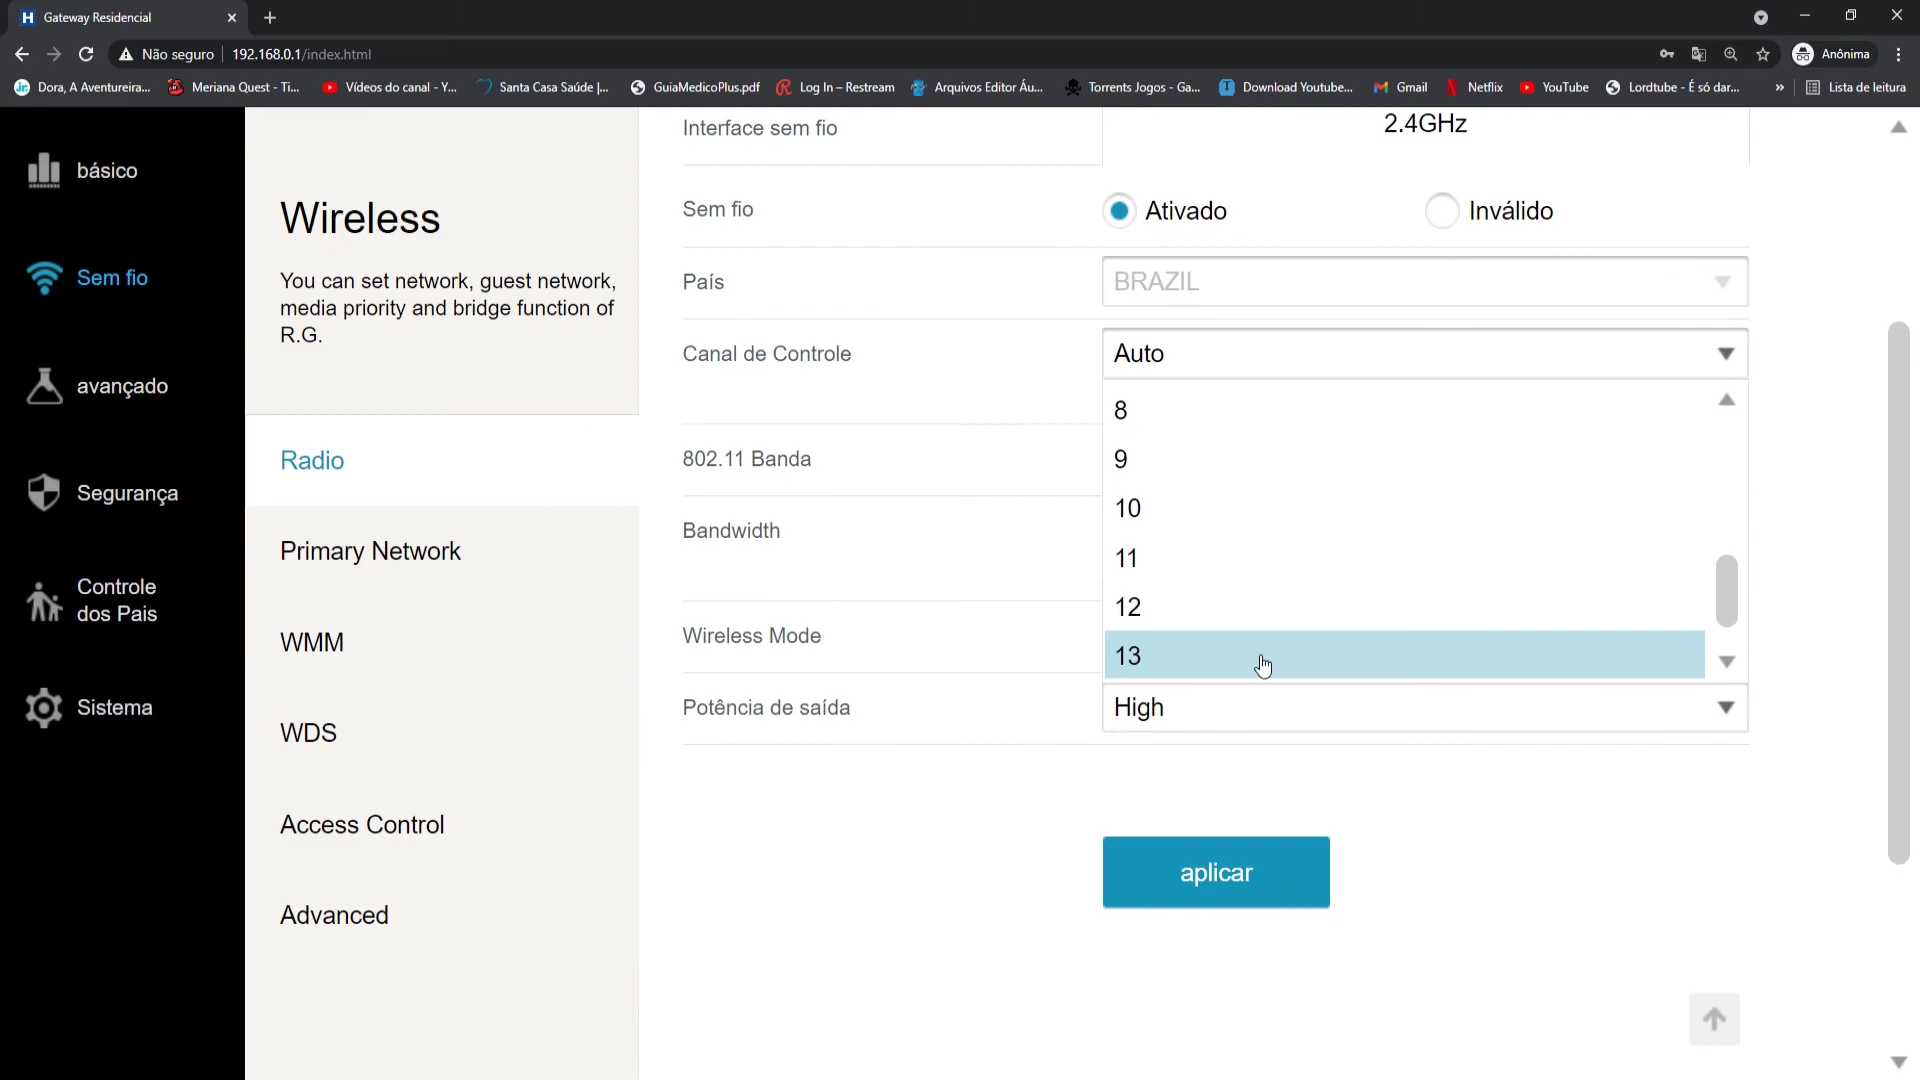 Gateway Residencial
Não seguro
192.168.0.1/index.html
Anônima
Dora, A Aventureira...
Meriana Quest - Ti...
Vídeos do canal - Y...
Santa Casa Saúde |...
GuiaMedicoPlus.pdf
Log In – Restream
Arquivos Editor Áu...
Torrents Jogos - Ga...
Download Youtube...
Gmail
Netflix
YouTube
Lordtube - É só dar...
»
Lista de leitura
básico
Sem fio
avançado
Segurança
Controle
dos Pais
Sistema
Wireless
You can set network, guest network,
media priority and bridge function of
R.G.
Radio
Primary Network
WMM
WDS
Access Control
Advanced
Interface sem fio
2.4GHz
Sem fio
Ativado
Inválido
País
BRAZIL
Canal de Controle
Auto
8
9
10
11
12
13
802.11 Banda
Bandwidth
Wireless Mode
Potência de saída
High
aplicar